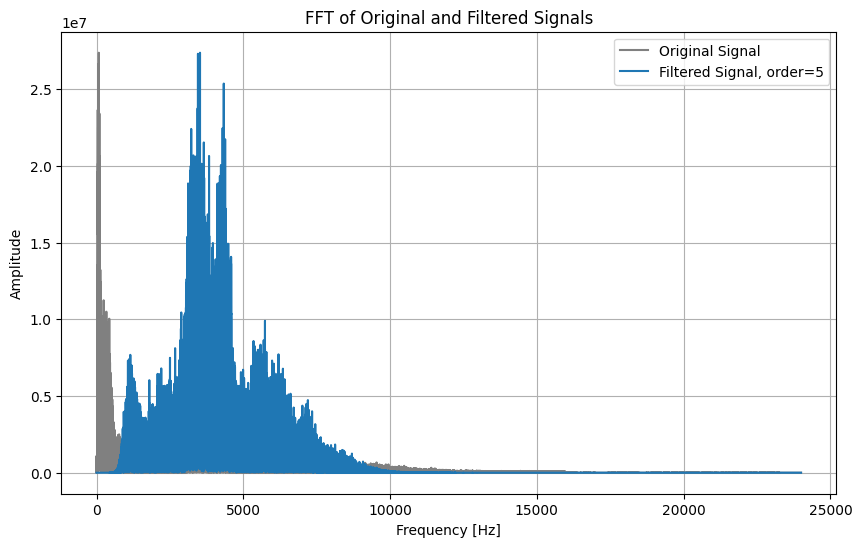 FFT of Original and Filtered Signals
1e7
Original Signal
Filtered Signal, order=5
2.5
2.0
1.5
1.0
0.5
0.0
Amplitude
0 5000 10000 15000 20000 25000
Frequency [Hz]